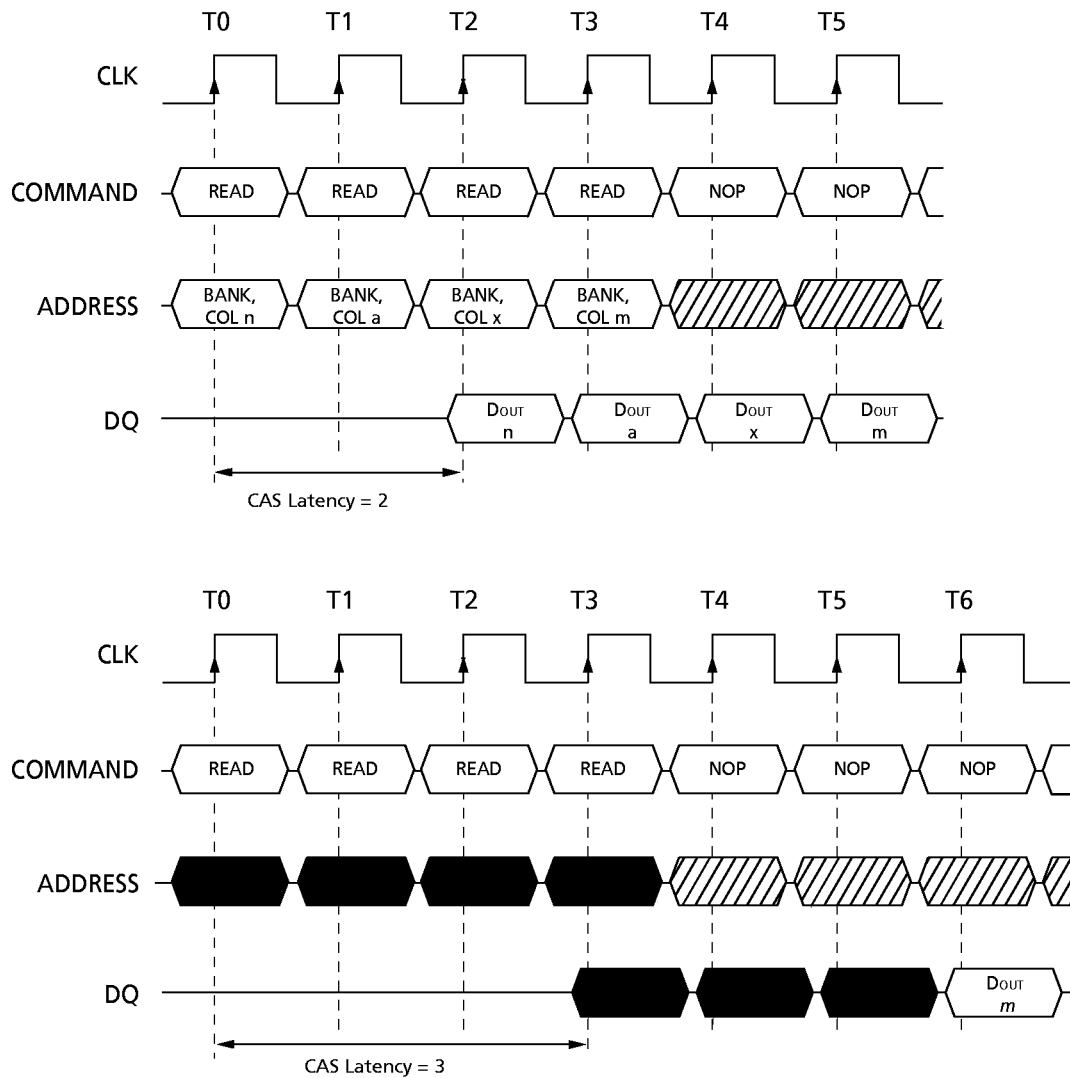 T0 T1 T2 T3 T4 T5
CLK
COMMAND READ READ READ READ NOP NOP
ADDRESS BANK, COL n BANK, COL a BANK, COL x BANK, COL m
DQ DOUT n DOUT a DOUT x DOUT m
CAS Latency = 2
T0 T1 T2 T3 T4 T5 T6
CLK
COMMAND READ READ READ READ NOP NOP NOP
ADDRESS
DQ DOUT m
CAS Latency = 3